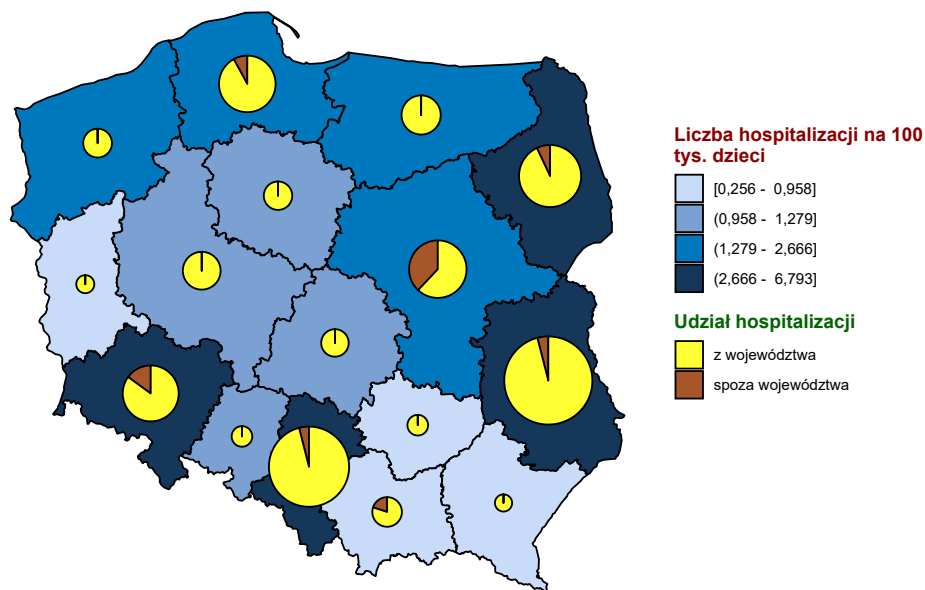 Liczba hospitalizacji na 100
tys. dzieci
[0,256 - 0,958]
(0,958 - 1,279]
(1,279 - 2,666]
(2,666 - 6,793]
Udział hospitalizacji
z województwa
spoza województwa